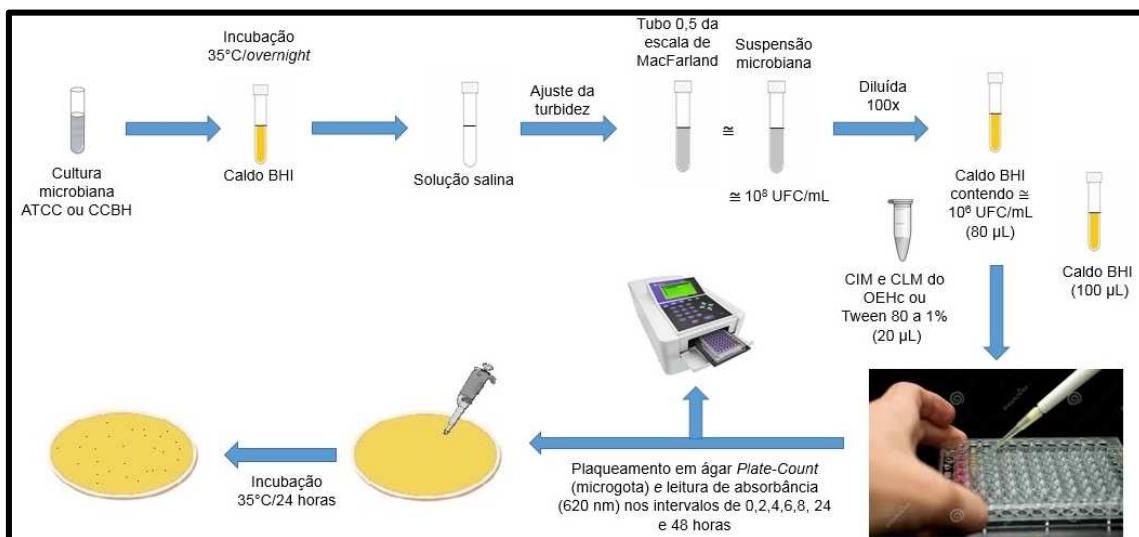 Cultura
microbiana
ATCC ou CCBH
Incubação
35°C/overnight
Caldo BHI
Solução salina
Ajuste da
turbidez
Tubo 0,5 da
escala de
MacFarland
≅
Suspensão
microbiana
≅ 10⁸ UFC/mL
Diluída
100x
Caldo BHI
contendo ≅
10⁶ UFC/mL
(80 µL)
CIM e CLM do
OEHc ou
Tween 80 a 1%
(20 µL)
Caldo BHI
(100 µL)
Plaqueamento em ágar Plate-Count
(microgota) e leitura de absorbância
(620 nm) nos intervalos de 0,2,4,6,8, 24
e 48 horas
Incubação
35°C/24 horas